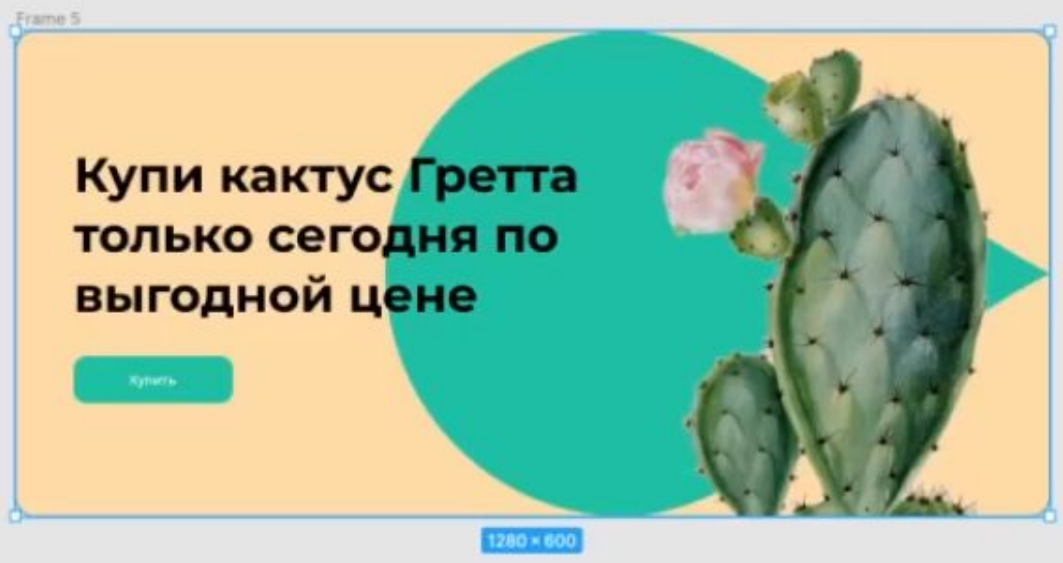 Frame 5
Купи кактус Гретта
только сегодня по
выгодной цене
Купить
1280 × 600